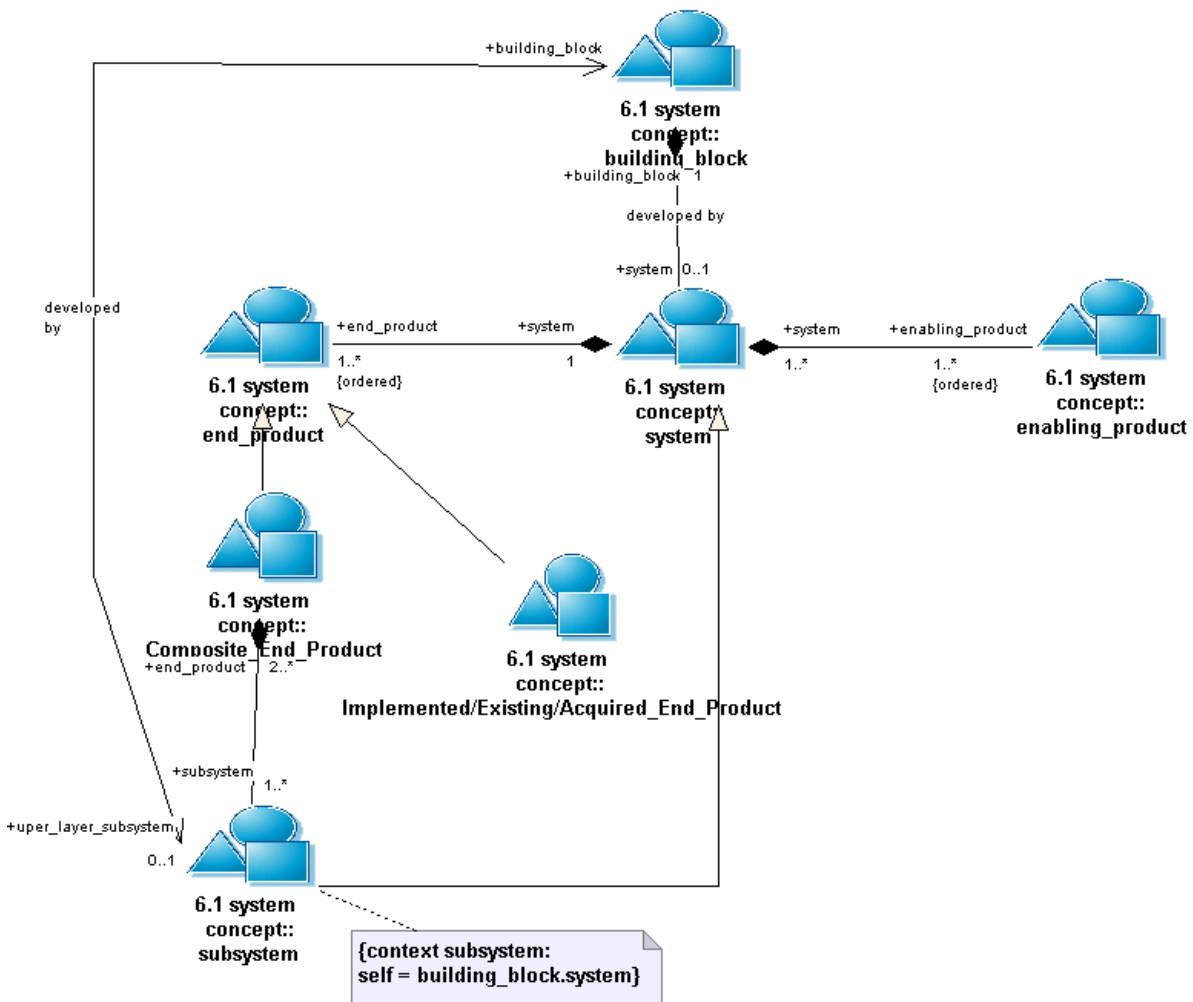 +building_block
6.1 system
concept::
building_block
+building_block 1
developed by
+system 0..1
developed
by
+end_product
1..*
{ordered}
+system
1
+system
1..*
+enabling_product
1..*
{ordered}
6.1 system
concept::
end_product
6.1 system
concept::
system
6.1 system
concept::
enabling_product
6.1 system
concept::
Composite_End_Product
+end_product 2..*
6.1 system
concept::
Implemented/Existing/Acquired_End_Product
+subsystem
1..*
+uper_layer_subsystem
0..1
6.1 system
concept::
subsystem
{context subsystem:
self = building_block.system}